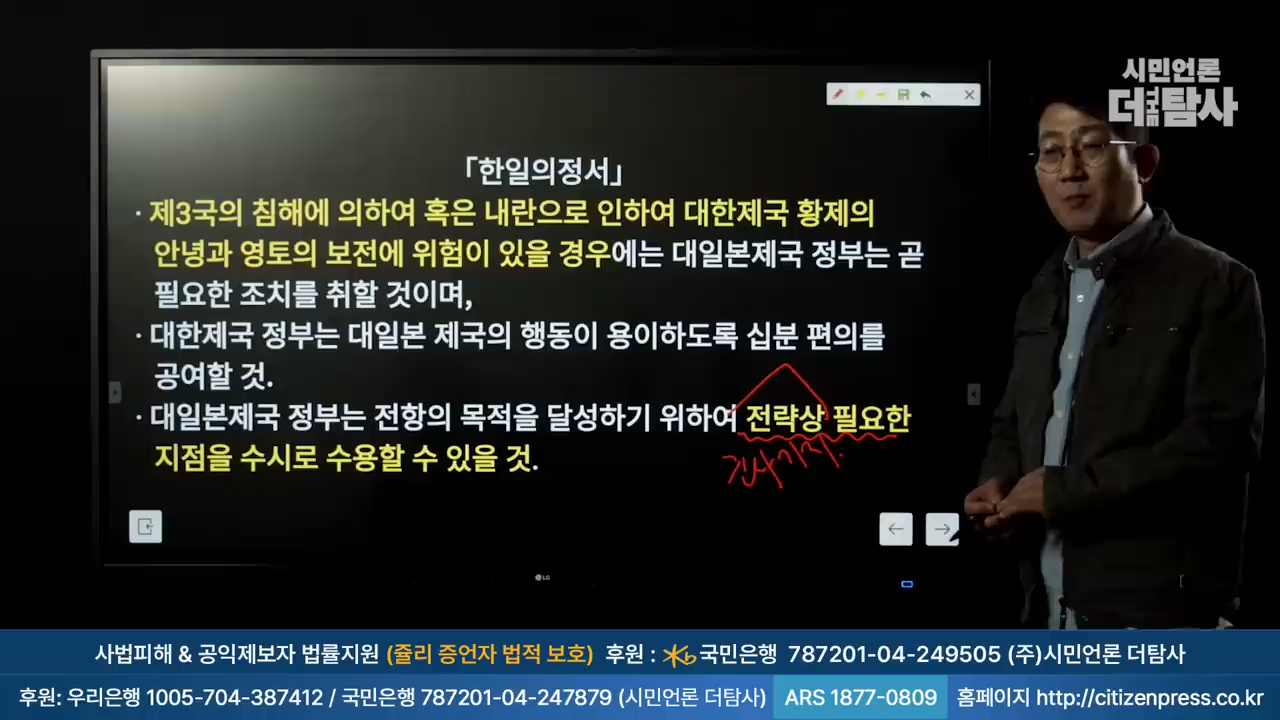 시민언론
더탐사
「한일의정서」
· 제3국의 침해에 의하여 혹은 내란으로 인하여 대한제국 황제의
안녕과 영토의 보전에 위험이 있을 경우에는 대일본제국 정부는 곧
필요한 조치를 취할 것이며,
· 대한제국 정부는 대일본 제국의 행동이 용이하도록 십분 편의를
공여할 것.
· 대일본제국 정부는 전항의 목적을 달성하기 위하여 전략상 필요한
지점을 수시로 수용할 수 있을 것.
LG
사법피해 & 공익제보자 법률지원 (쥴리 증언자 법적 보호) 후원 : 국민은행 787201-04-249505 (주)시민언론 더탐사
후원: 우리은행 1005-704-387412 / 국민은행 787201-04-247879 (시민언론 더탐사) ARS 1877-0809 홈페이지 http://citizenpress.co.kr